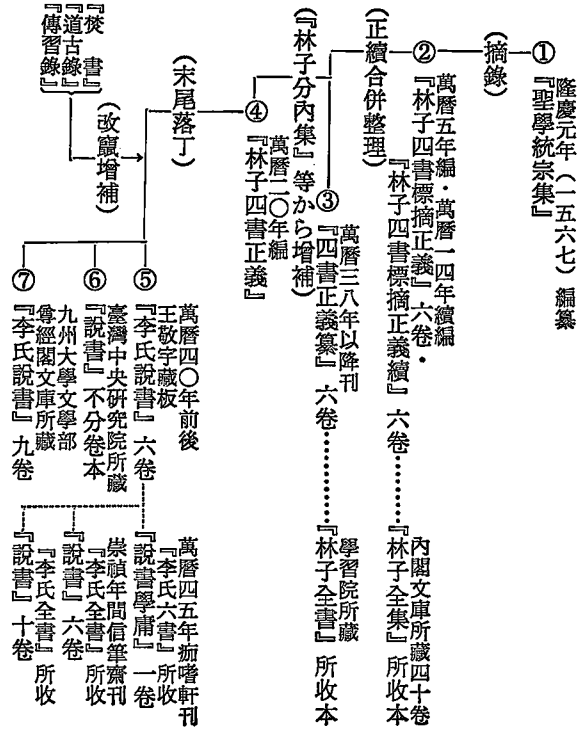 ①
隆慶元年（一五六七）編纂
『聖學統宗集』
（摘錄）
②
萬曆五年編・萬曆一四年續編
『林子四書標摘正義』六卷・
『林子四書標摘正義續』六卷………
內閣文庫所藏四十卷
『林子全集』所收本
（正續合併整理）
③
萬曆三八年以降刊
『四書正義纂』六卷………
學習院所藏
『林子全書』所收本
（『林子分內集』等から增補）
④
萬曆二〇年編
『林子四書正義』
（末尾落丁）
（改竄增補）
『焚書』
『道古錄』
『傳習錄』
⑤
萬曆四〇年前後
王敬宇藏板
『李氏說書』六卷
⑥
臺灣中央硏究院所藏
『說書』不分卷本
⑦
九州大學文學部
尊經閣文庫所藏
『李氏說書』九卷
萬曆四五年痂嗜軒刊
『李氏六書』所收
『說書學庸』一卷
崇禎年間信筆齋刊
『李氏全書』所收
『說書』六卷
『李氏全書』所收
『說書』十卷